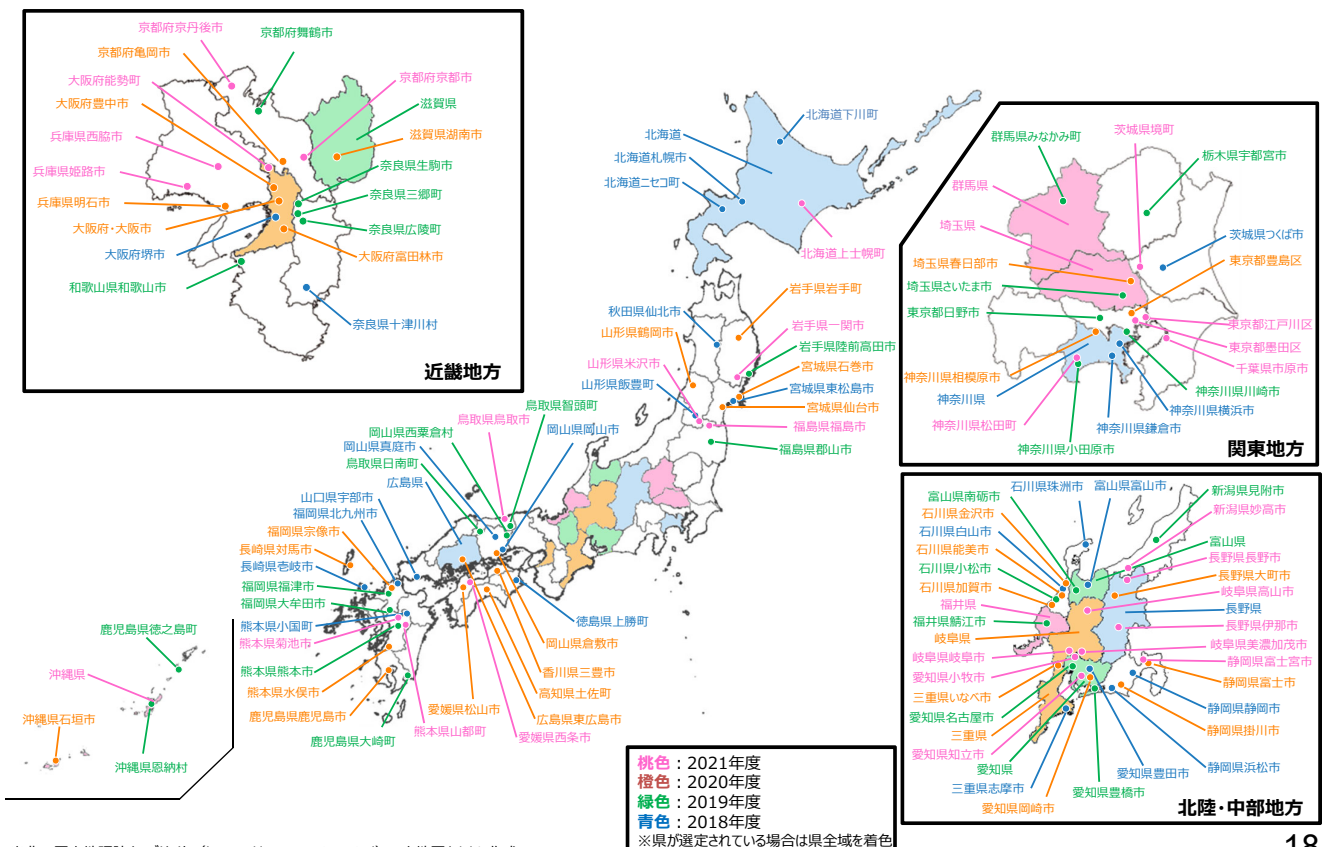 京都府京丹後市
京都府舞鶴市
京都府亀岡市
大阪府能勢町
京都府京都市
大阪府豊中市
滋賀県
兵庫県西脇市
滋賀県湖南市
奈良県生駒市
兵庫県姫路市
奈良県三郷町
兵庫県明石市
奈良県広陵町
大阪府・大阪市
大阪府堺市
大阪府富田林市
和歌山県和歌山市
奈良県十津川村
近畿地方
北海道下川町
北海道
北海道札幌市
北海道ニセコ町
北海道上士幌町
岩手県岩手町
秋田県仙北市
岩手県一関市
山形県鶴岡市
岩手県陸前高田市
山形県米沢市
宮城県石巻市
山形県飯豊町
宮城県東松島市
宮城県仙台市
福島県福島市
福島県郡山市
群馬県みなかみ町
茨城県境町
栃木県宇都宮市
群馬県
埼玉県
茨城県つくば市
埼玉県春日部市
東京都豊島区
埼玉県さいたま市
東京都日野市
東京都江戸川区
東京都墨田区
千葉県市原市
神奈川県相模原市
神奈川県川崎市
神奈川県
神奈川県横浜市
神奈川県松田町
神奈川県鎌倉市
神奈川県小田原市
関東地方
鳥取県智頭町
鳥取県鳥取市
岡山県岡山市
岡山県西粟倉村
岡山県真庭市
鳥取県日南町
広島県
山口県宇部市
福岡県北九州市
福岡県宗像市
長崎県対馬市
長崎県壱岐市
福岡県福津市
福岡県大牟田市
熊本県小国町
熊本県菊池市
熊本県熊本市
熊本県水俣市
鹿児島県鹿児島市
鹿児島県大崎町
熊本県山都町
愛媛県松山市
愛媛県西条市
広島県東広島市
高知県土佐町
香川県三豊市
岡山県倉敷市
徳島県上勝町
鹿児島県徳之島町
沖縄県
沖縄県石垣市
沖縄県恩納村
石川県珠洲市
富山県富山市
新潟県見附市
富山県南砺市
新潟県妙高市
石川県金沢市
石川県白山市
富山県
石川県能美市
長野県長野市
石川県小松市
長野県大町市
石川県加賀市
岐阜県高山市
福井県
長野県
福井県鯖江市
長野県伊那市
岐阜県
岐阜県美濃加茂市
岐阜県岐阜市
静岡県富士宮市
愛知県小牧市
静岡県富士市
三重県いなべ市
静岡県静岡市
愛知県名古屋市
静岡県掛川市
三重県
愛知県知立市
愛知県
愛知県豊田市
静岡県浜松市
三重県志摩市
愛知県豊橋市
愛知県岡崎市
北陸・中部地方
桃色：2021年度
橙色：2020年度
緑色：2019年度
青色：2018年度
※県が選定されている場合は県全域を着色
18